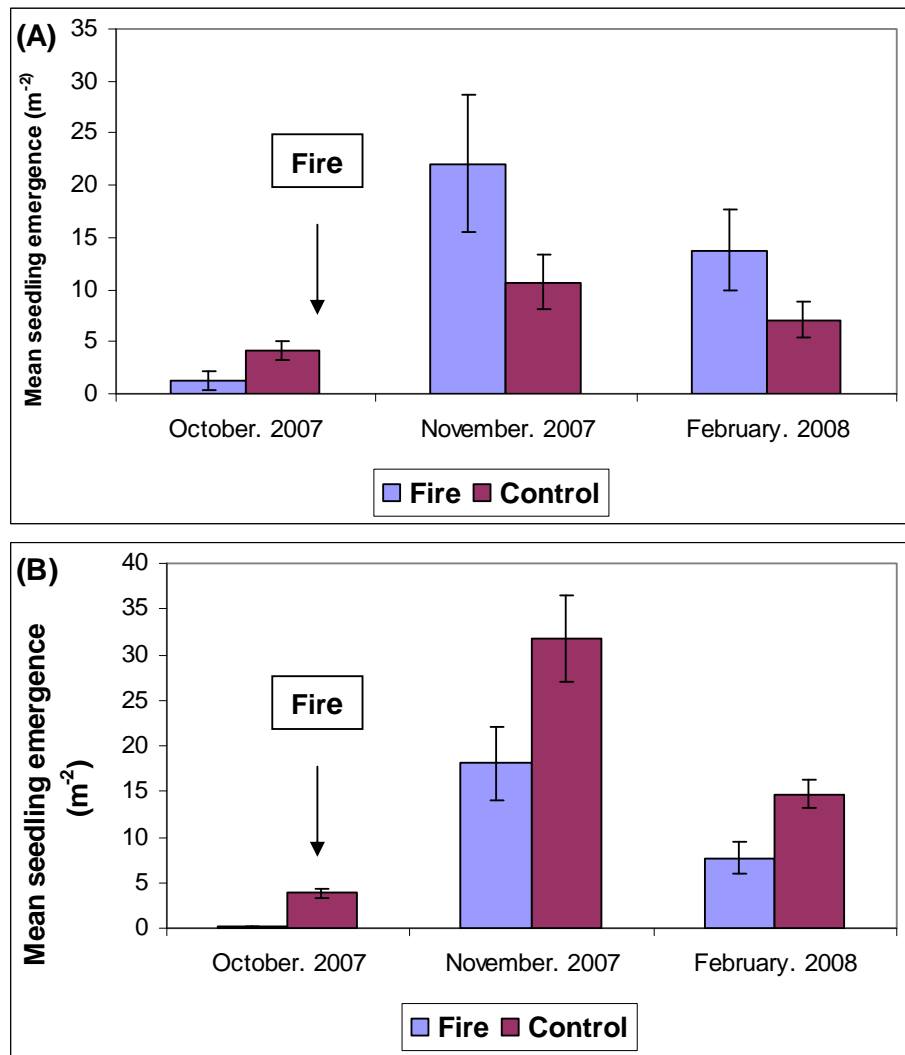 (A)
Mean seedling emergence (m-2)
35
30
25
20
15
10
5
0
Fire
October. 2007 November. 2007 February. 2008
Fire Control
(B)
Mean seedling emergence
(m-2)
40
35
30
25
20
15
10
5
0
Fire
October. 2007 November. 2007 February. 2008
Fire Control